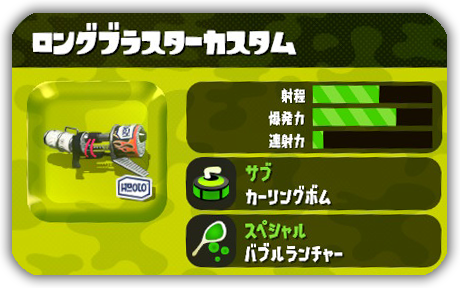 ロングブラスターカスタム
射程
爆発力
連射力
サブ
カーリングボム
スペシャル
バブルランチャー